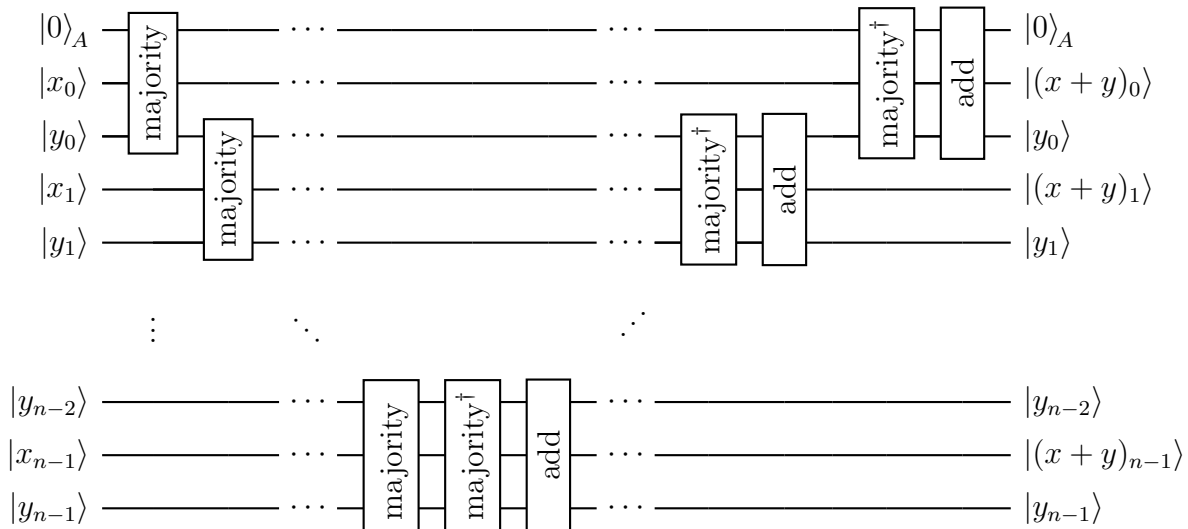 |0⟩_A majority ··· ··· majority† add |0⟩_A
|x_0⟩ ··· ··· |(x + y)_0⟩
|y_0⟩ majority ··· ··· majority† add |y_0⟩
|x_1⟩ ··· ··· |(x + y)_1⟩
|y_1⟩ ··· ··· |y_1⟩
⋮ ⋱ ⋰
|y_{n−2}⟩ ··· majority majority† add ··· |y_{n−2}⟩
|x_{n−1}⟩ ··· ··· |(x + y)_{n−1}⟩
|y_{n−1}⟩ ··· ··· |y_{n−1}⟩